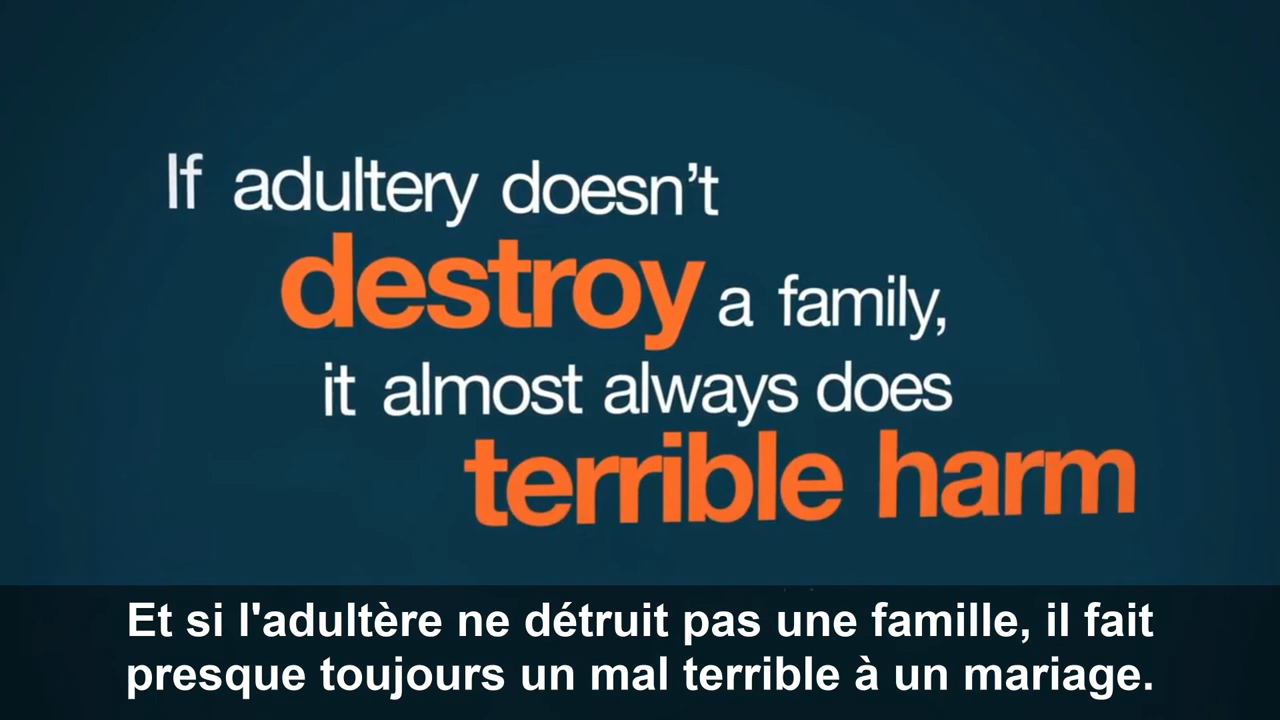 If adultery doesn’t
destroy a family,
it almost always does
terrible harm
Et si l'adultère ne détruit pas une famille, il fait
presque toujours un mal terrible à un mariage.